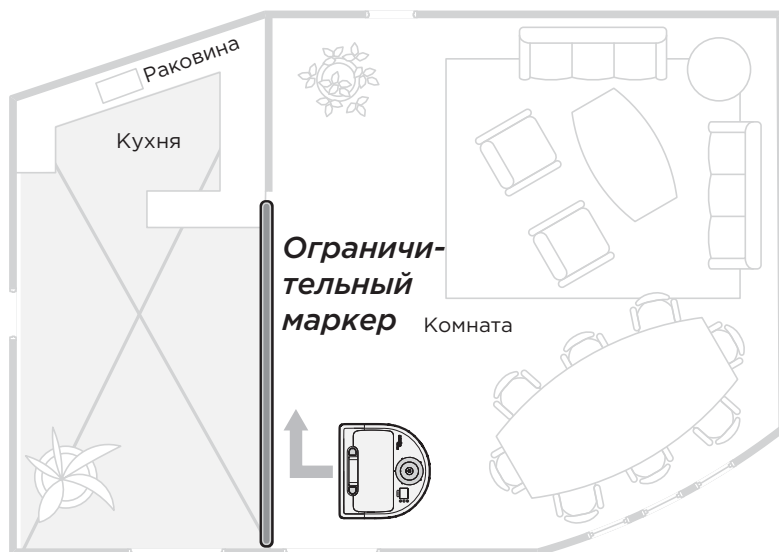 Раковина
Кухня
Ограничи-
тельный
маркер
Комната